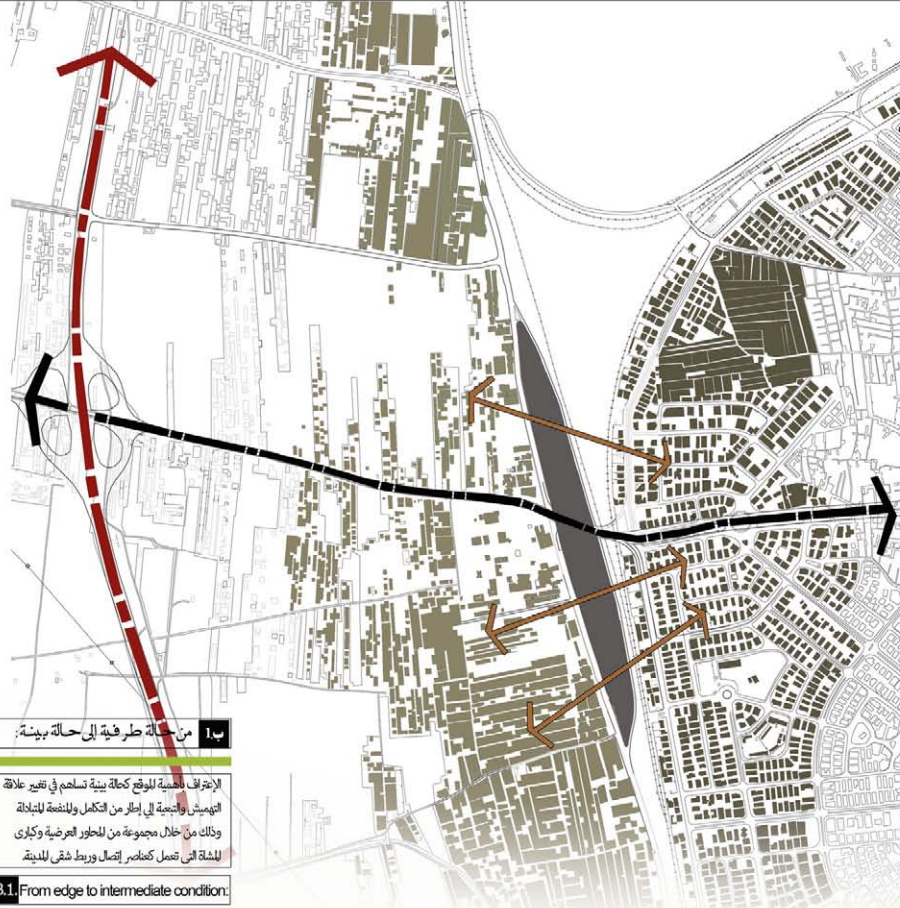 ب.1 من حالة طرفية إلى حالة بينية:
الإعتراف بأهمية الموقع كحالة بينية تساهم في تغيير علاقة
التهميش والتبعية إلي إطار من التكامل والمنفعة المتبادلة
وذلك من خلال مجموعة من المحاور العرضية وكبارى
المشاة التى تعمل كعناصر إتصال وربط شقى المدينة.
B.1. From edge to intermediate condition: